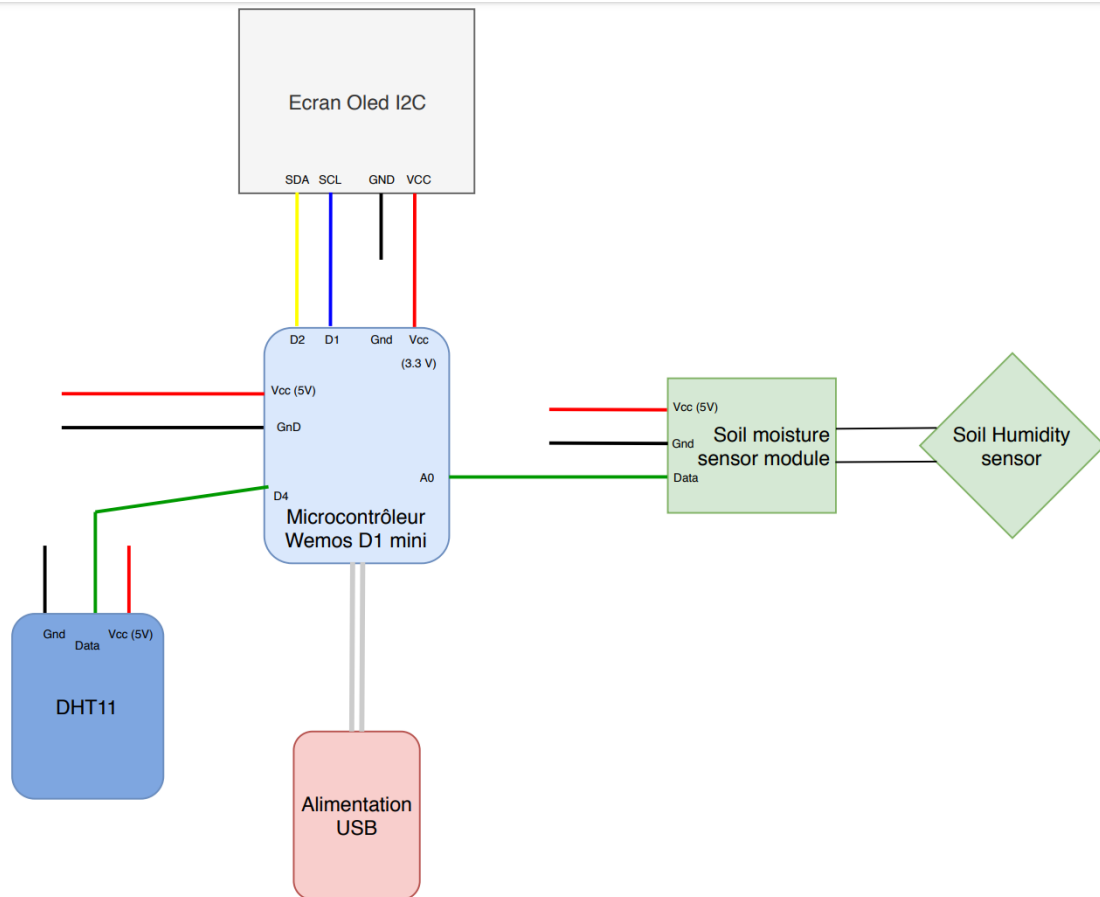 Ecran Oled I2C
SDA SCL GND VCC
D2 D1 Gnd Vcc
(3.3 V)
Vcc (5V)
GnD
A0
D4
Microcontrôleur
Wemos D1 mini
Vcc (5V)
Gnd
Data
Soil moisture
sensor module
Soil Humidity
sensor
Gnd
Data
Vcc (5V)
DHT11
Alimentation
USB